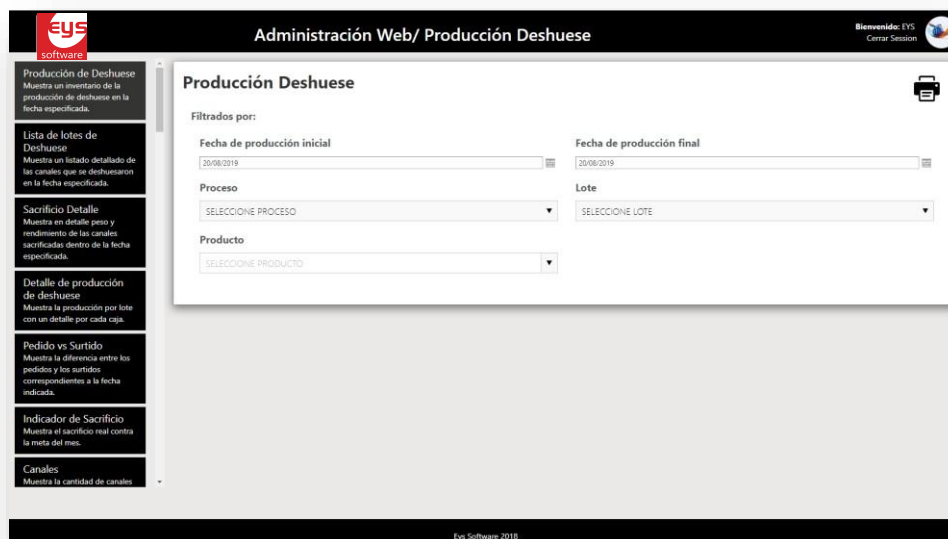 eys
software
Administración Web/ Producción Deshuese
Bienvenido: EYS
Cerrar Session
Producción de Deshuese
Muestra un inventario de la
producción de deshuese en la
fecha especificada.
Lista de lotes de
Deshuese
Muestra un listado detallado de
las canales que se deshuesaron
en la fecha especificada.
Sacrificio Detalle
Muestra en detalle peso y
rendimiento de las canales
sacrificadas dentro de la fecha
especificada.
Detalle de producción
de deshuese
Muestra la producción por lote
con un detalle por cada caja.
Pedido vs Surtido
Muestra la diferencia entre los
pedidos y los surtidos
correspondientes a la fecha
indicada.
Indicador de Sacrificio
Muestra el sacrificio real contra
la meta del mes.
Canales
Muestra la cantidad de canales
Producción Deshuese
Filtrados por:
Fecha de producción inicial
20/08/2019
Fecha de producción final
20/08/2019
Proceso
SELECCIONE PROCESO
Lote
SELECCIONE LOTE
Producto
SELECCIONE PRODUCTO
Eys Software 2018